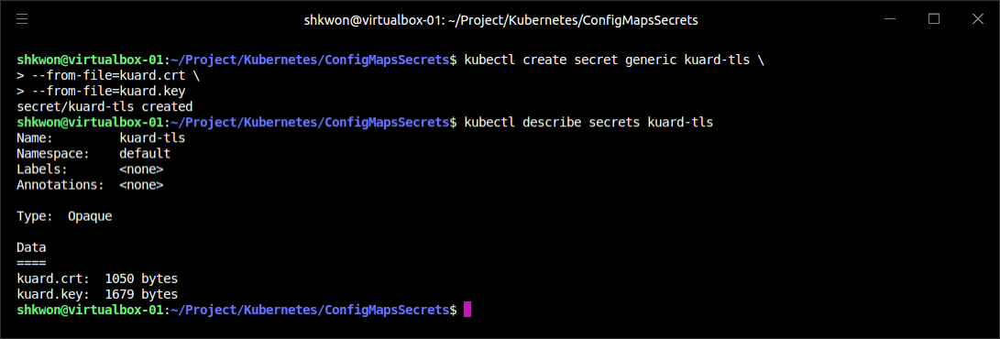 shkwon@virtualbox-01: ~/Project/Kubernetes/ConfigMapsSecrets
shkwon@virtualbox-01:~/Project/Kubernetes/ConfigMapsSecrets$ kubectl create secret generic kuard-tls \
> --from-file=kuard.crt \
> --from-file=kuard.key
secret/kuard-tls created
shkwon@virtualbox-01:~/Project/Kubernetes/ConfigMapsSecrets$ kubectl describe secrets kuard-tls
Name:         kuard-tls
Namespace:    default
Labels:       <none>
Annotations:  <none>

Type:  Opaque

Data
====
kuard.crt:  1050 bytes
kuard.key:  1679 bytes
shkwon@virtualbox-01:~/Project/Kubernetes/ConfigMapsSecrets$